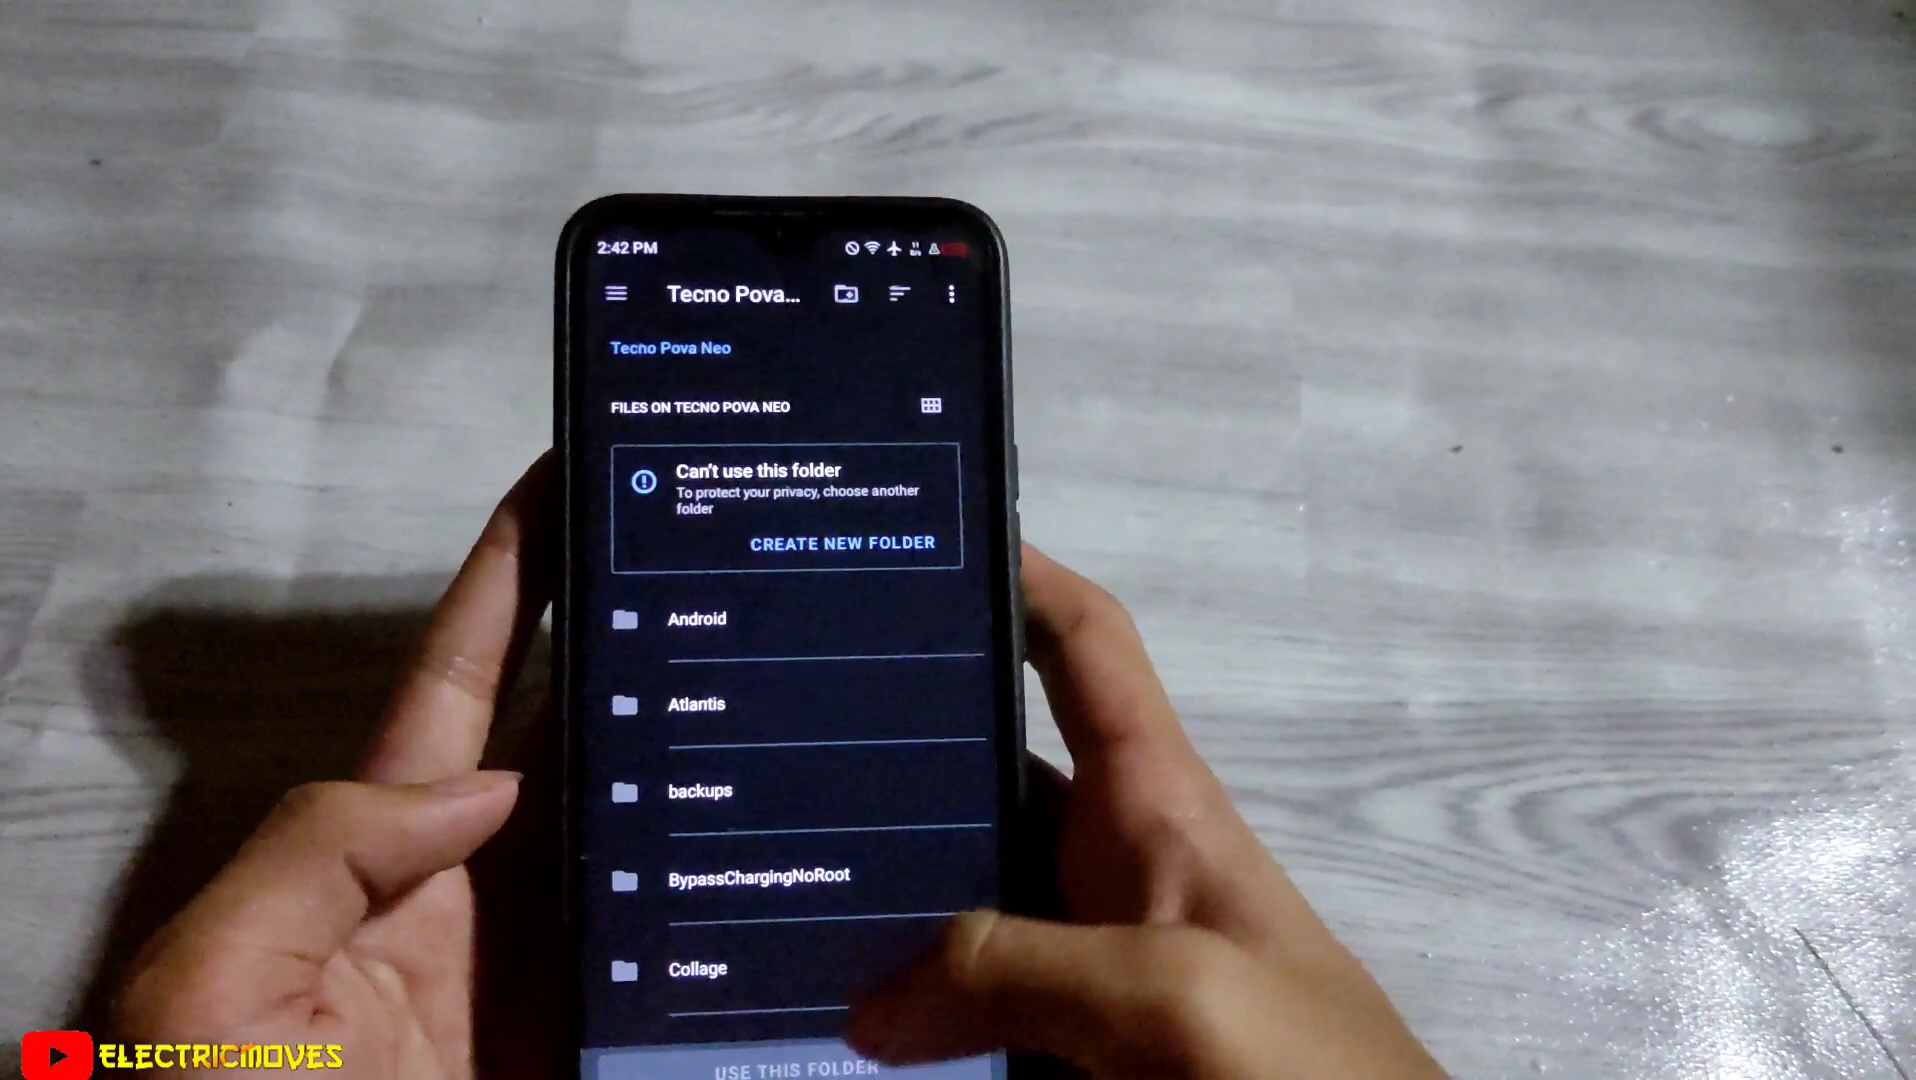 2:42 PM
Tecno Pova...
Tecno Pova Neo
FILES ON TECNO POVA NEO
Can't use this folder
To protect your privacy, choose another
folder
CREATE NEW FOLDER
Android
Atlantis
backups
BypassChargingNoRoot
Collage
USE THIS FOLDER
ELECTRICMOVES